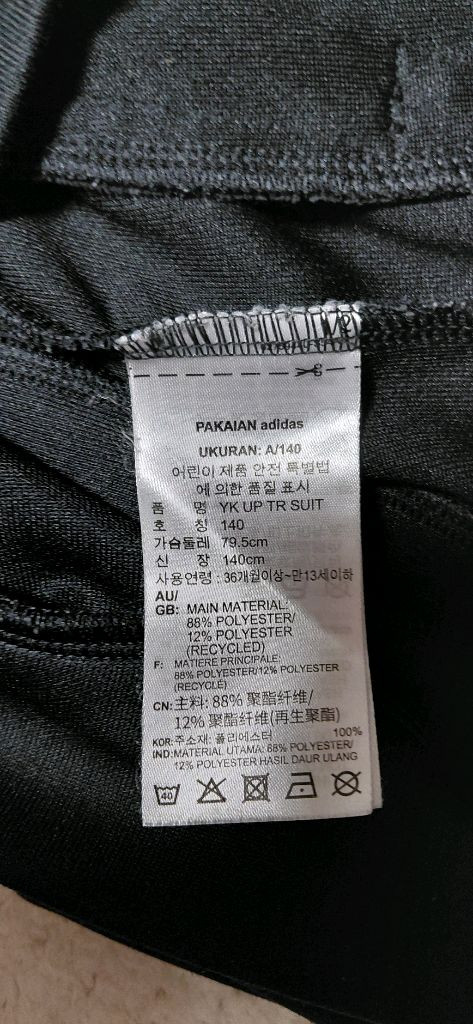 PAKAIAN adidas
UKURAN: A/140
어린이 제품 안전 특별법
에 의한 품질 표시
품 명 YK UP TR SUIT
호 칭 140
가슴둘레 79.5cm
신 장 140cm
사용연령 : 36개월이상~만13세이하
AU/
GB: MAIN MATERIAL:
88% POLYESTER/
12% POLYESTER
(RECYCLED)
F: MATIERE PRINCIPALE:
88% POLYESTER/12% POLYESTER
(RECYCLÉ)
CN: 主料: 88% 聚酯纤维/
12% 聚酯纤维(再生聚酯)
KOR: 주소재: 폴리에스터 100%
IND: MATERIAL UTAMA: 88% POLYESTER/
12% POLYESTER HASIL DAUR ULANG
40